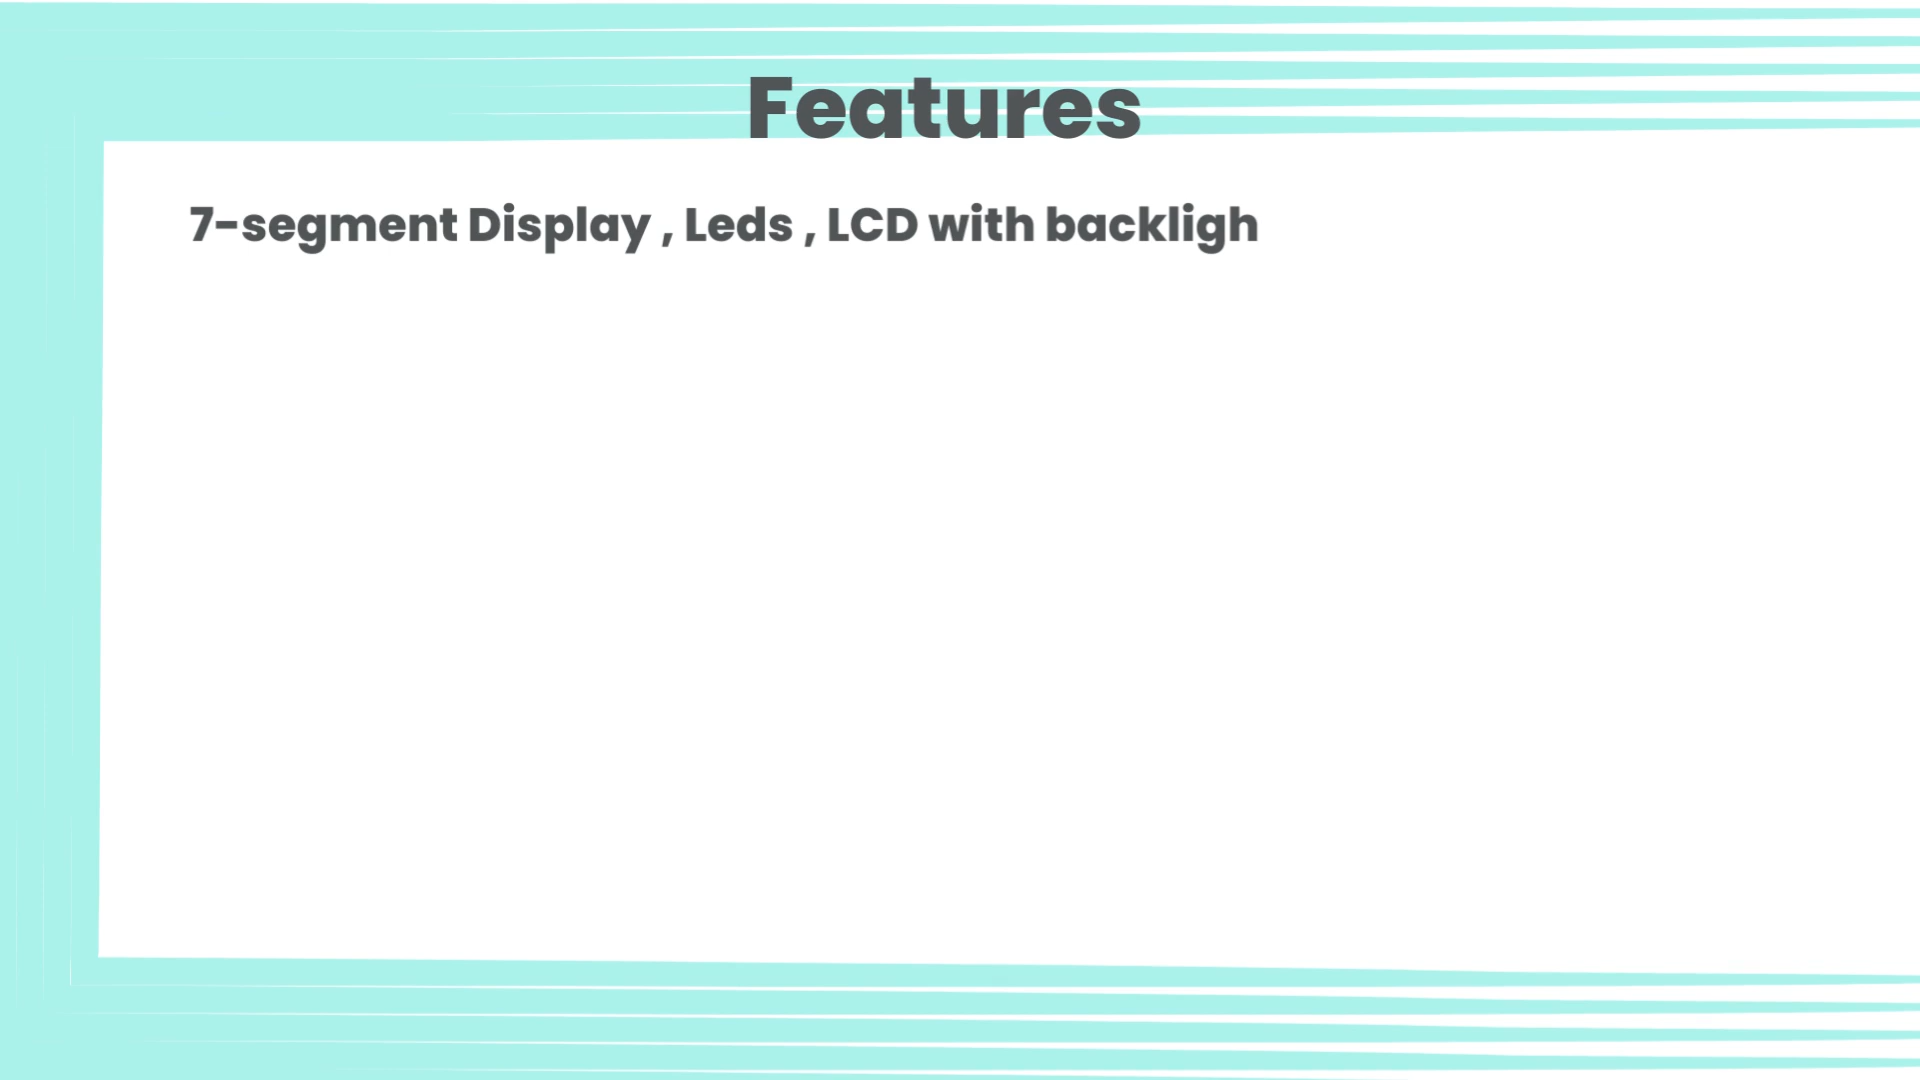 Features
7-segment Display , Leds , LCD with backligh